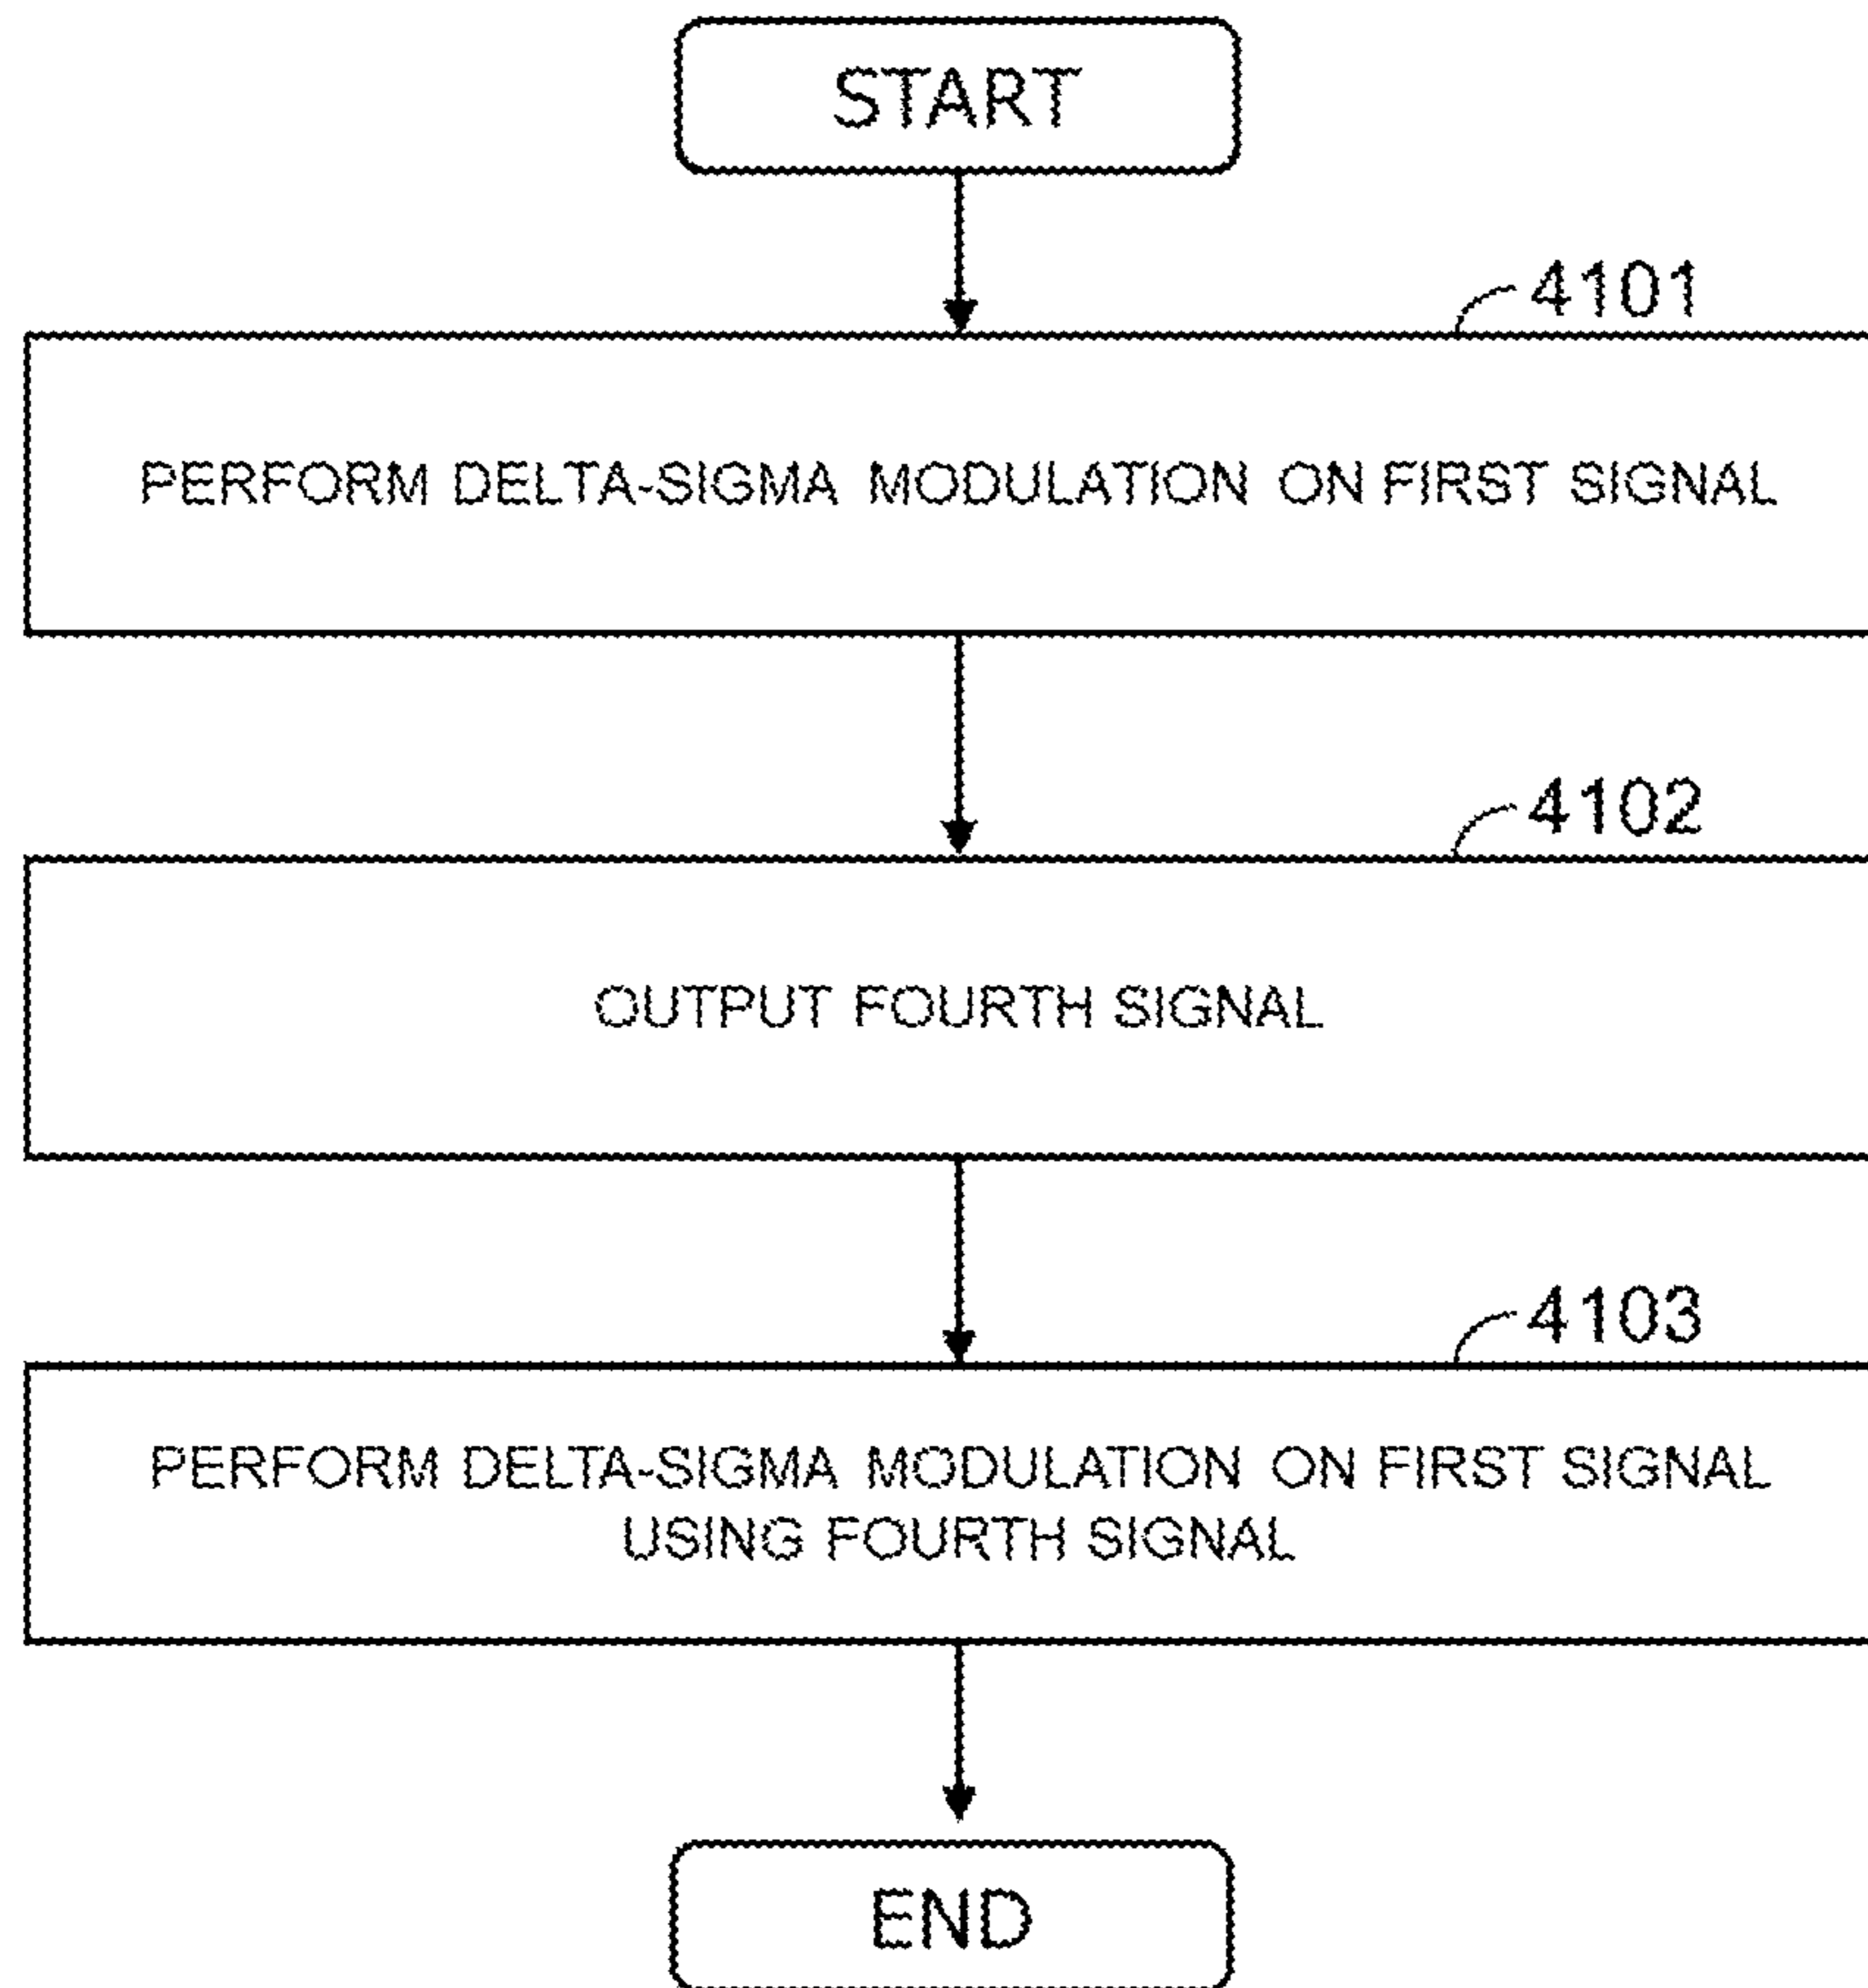 START
4101
PERFORM DELTA-SIGMA MODULATION ON FIRST SIGNAL
4102
OUTPUT FOURTH SIGNAL
4103
PERFORM DELTA-SIGMA MODULATION ON FIRST SIGNAL
USING FOURTH SIGNAL
END